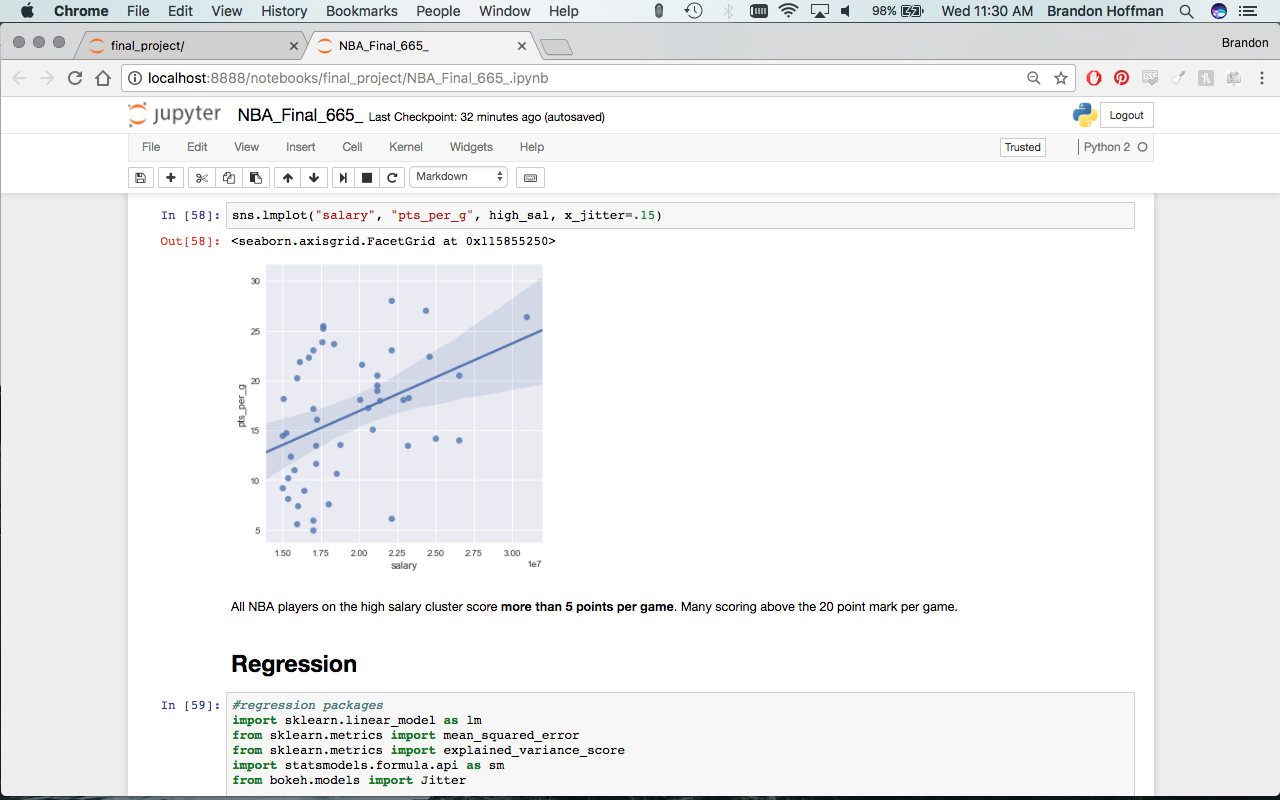 Chrome File Edit View History Bookmarks People Window Help 98% Wed 11:30 AM Brandon Hoffman
final_project/ NBA_Final_665_ Brandon
localhost:8888/notebooks/final_project/NBA_Final_665_.ipynb
jupyter NBA_Final_665_ Last Checkpoint: 32 minutes ago (autosaved) Logout
File Edit View Insert Cell Kernel Widgets Help Trusted Python 2
Markdown
In [58]: sns.lmplot("salary", "pts_per_g", high_sal, x_jitter=.15)
Out[58]: <seaborn.axisgrid.FacetGrid at 0x115855250>
30
25
20
15
10
5
pts_per_g
1.50 1.75 2.00 2.25 2.50 2.75 3.00
salary 1e7
All NBA players on the high salary cluster score more than 5 points per game. Many scoring above the 20 point mark per game.
Regression
In [59]: #regression packages
import sklearn.linear_model as lm
from sklearn.metrics import mean_squared_error
from sklearn.metrics import explained_variance_score
import statsmodels.formula.api as sm
from bokeh.models import Jitter